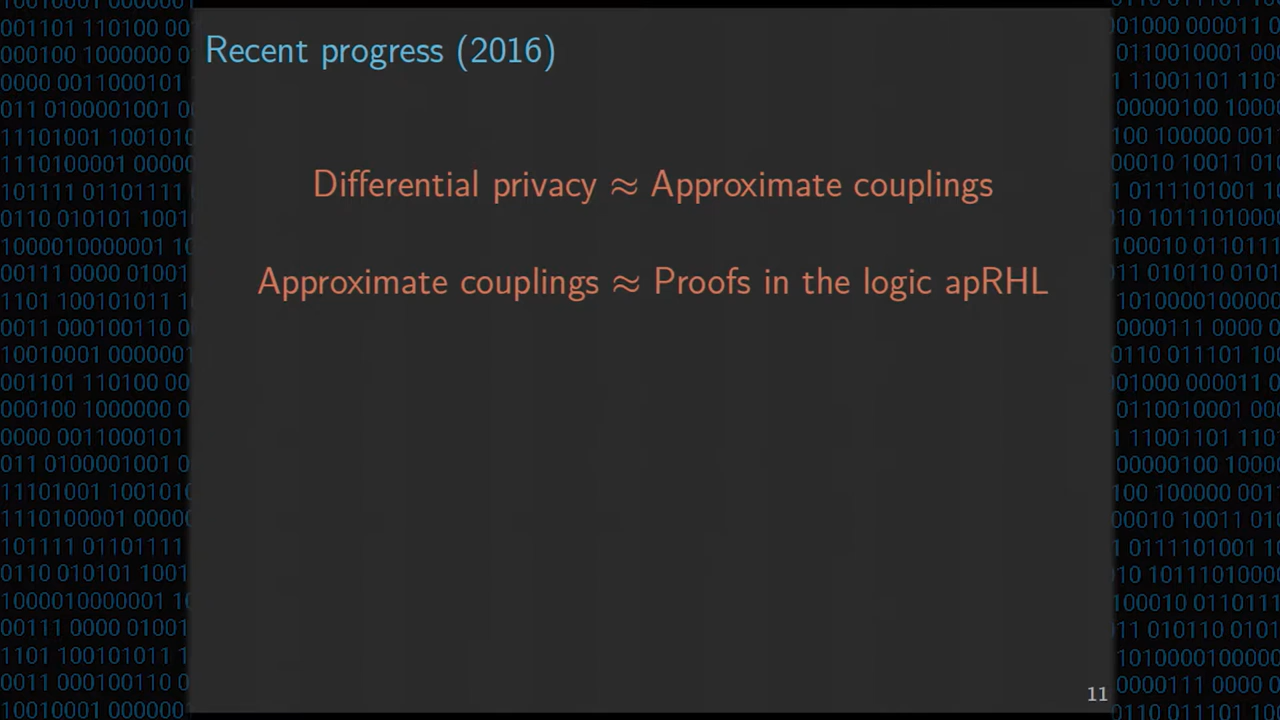 Recent progress (2016)
Differential privacy ≈ Approximate couplings
Approximate couplings ≈ Proofs in the logic apRHL
11